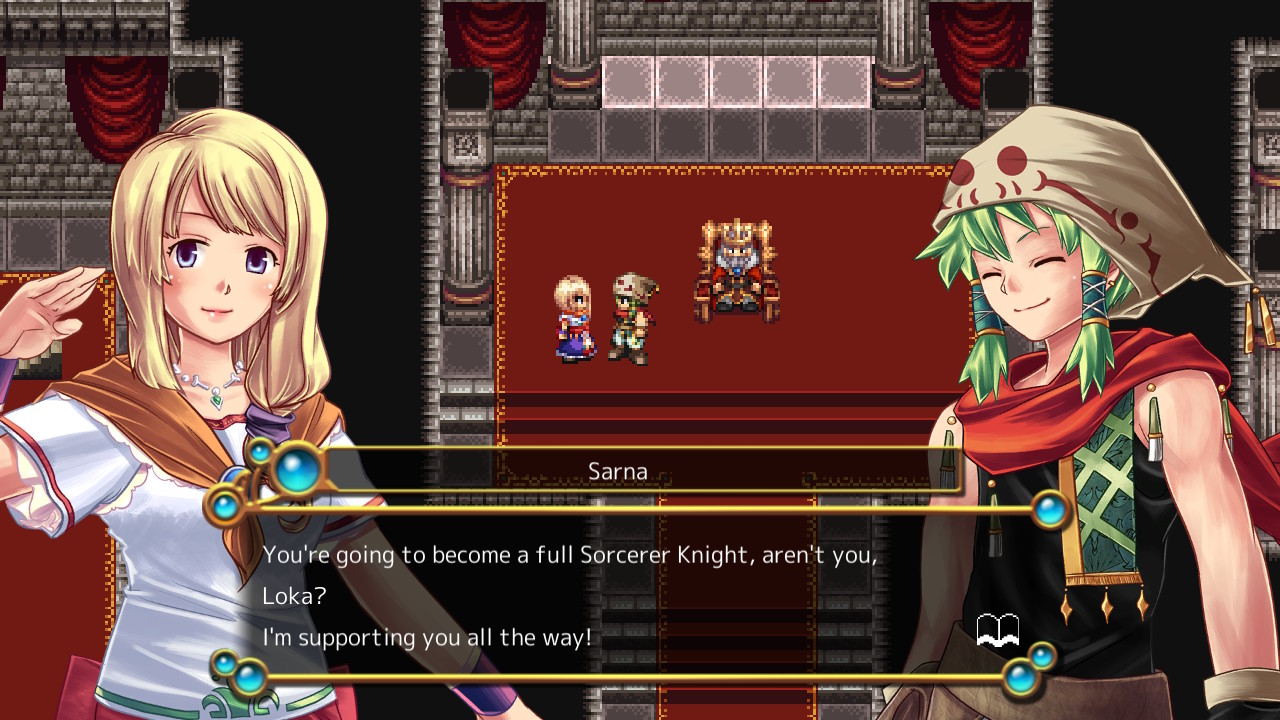 Sarna
You're going to become a full Sorcerer Knight, aren't you,
Loka?
I'm supporting you all the way!